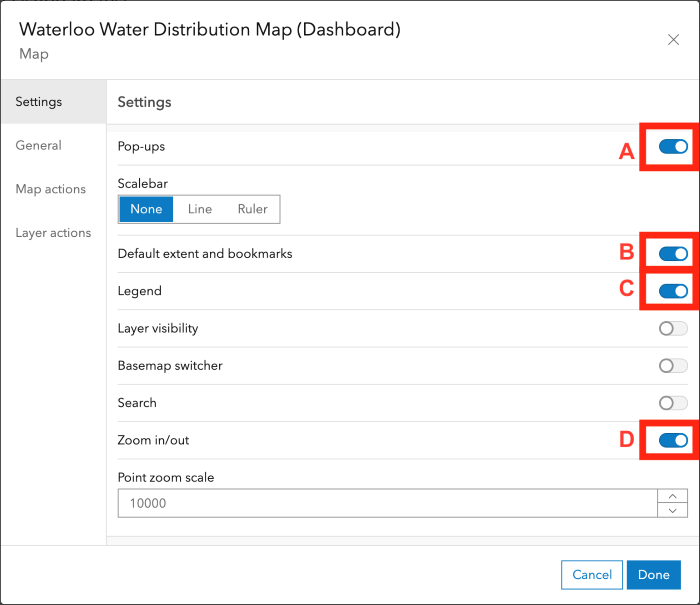 Waterloo Water Distribution Map (Dashboard)
Map
Settings
General
Map actions
Layer actions
Settings
Pop-ups
A
Scalebar
None Line Ruler
Default extent and bookmarks
B
Legend
C
Layer visibility
Basemap switcher
Search
Zoom in/out
D
Point zoom scale
10000
Cancel Done